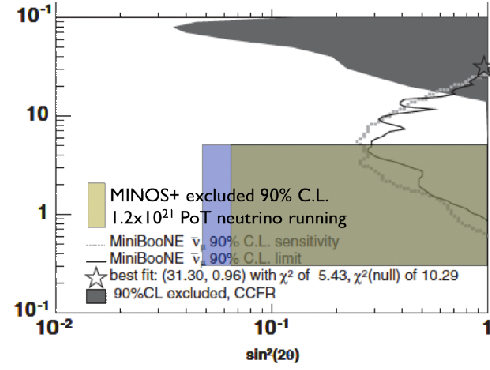 10⁻¹
10
1
10⁻¹
MINOS+ excluded 90% C.L.
1.2x10²¹ PoT neutrino running
MiniBooNE ν̄μ 90% C.L. sensitivity
MiniBooNE ν̄μ 90% C.L. limit
best fit: (31.30, 0.96) with χ² of 5.43, χ²(null) of 10.29
90%CL excluded, CCFR
10⁻² 10⁻¹ 1
sin²(2θ)